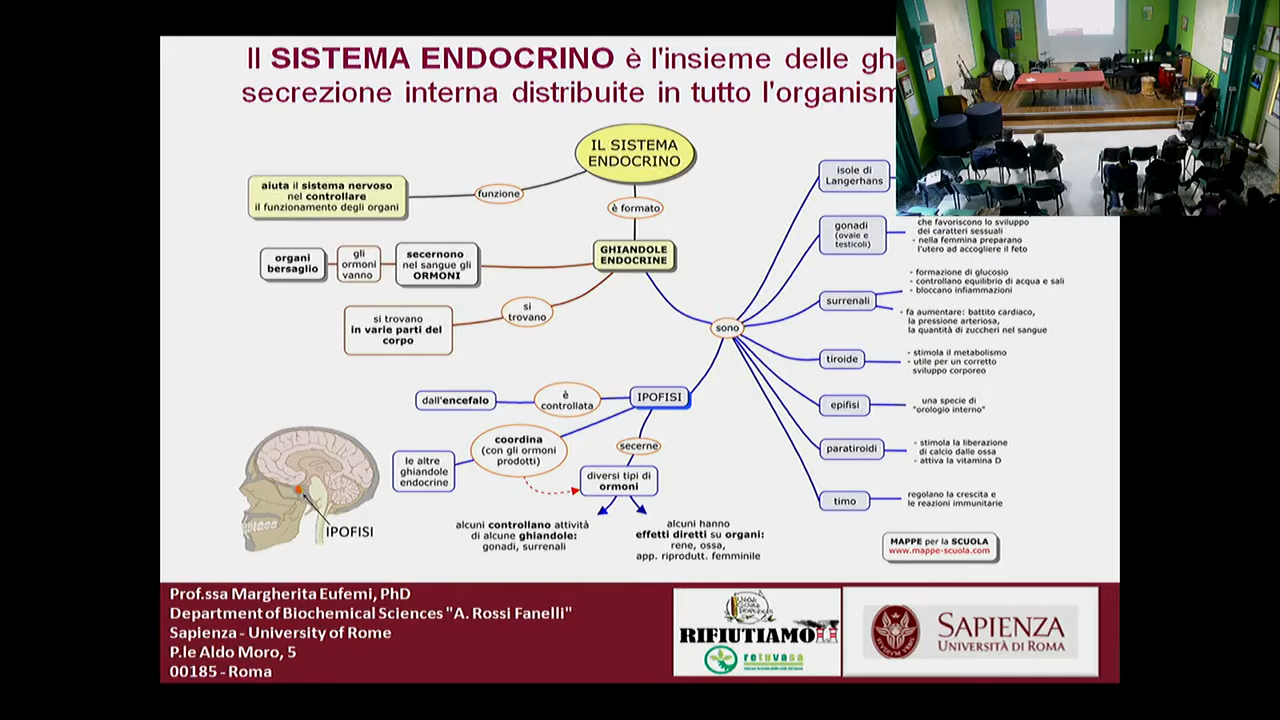 Il SISTEMA ENDOCRINO è l'insieme delle gh
secrezione interna distribuite in tutto l'organism
IL SISTEMA
ENDOCRINO
aiuta il sistema nervoso
nel controllare
il funzionamento degli organi
funzione
è formato
GHIANDOLE
ENDOCRINE
organi
bersaglio
gli
ormoni
vanno
secernono
nel sangue gli
ORMONI
si
trovano
si trovano
in varie parti del
corpo
sono
isole di
Langerhans
gonadi
(ovaie e
testicoli)
che favoriscono lo sviluppo
dei caratteri sessuali
- nella femmina preparano
l'utero ad accogliere il feto
surrenali
- formazione di glucosio
- controllano equilibrio di acqua e sali
- bloccano infiammazioni
- fa aumentare: battito cardiaco,
la pressione arteriosa,
la quantità di zuccheri nel sangue
tiroide
- stimola il metabolismo
- utile per un corretto
sviluppo corporeo
epifisi
una specie di
"orologio interno"
paratiroidi
- stimola la liberazione
di calcio dalle ossa
- attiva la vitamina D
timo
regolano la crescita e
le reazioni immunitarie
IPOFISI
è
controllata
dall'encefalo
coordina
(con gli ormoni
prodotti)
le altre
ghiandole
endocrine
secerne
diversi tipi di
ormoni
alcuni controllano attività
di alcune ghiandole:
gonadi, surrenali
alcuni hanno
effetti diretti su organi:
rene, ossa,
app. riprodutt. femminile
IPOFISI
MAPPE per la SCUOLA
www.mappe-scuola.com
Prof.ssa Margherita Eufemi, PhD
Department of Biochemical Sciences "A. Rossi Fanelli"
Sapienza - University of Rome
P.le Aldo Moro, 5
00185 - Roma
RIFIUTIAMOLI
retuvasa
SAPIENZA
UNIVERSITÀ DI ROMA